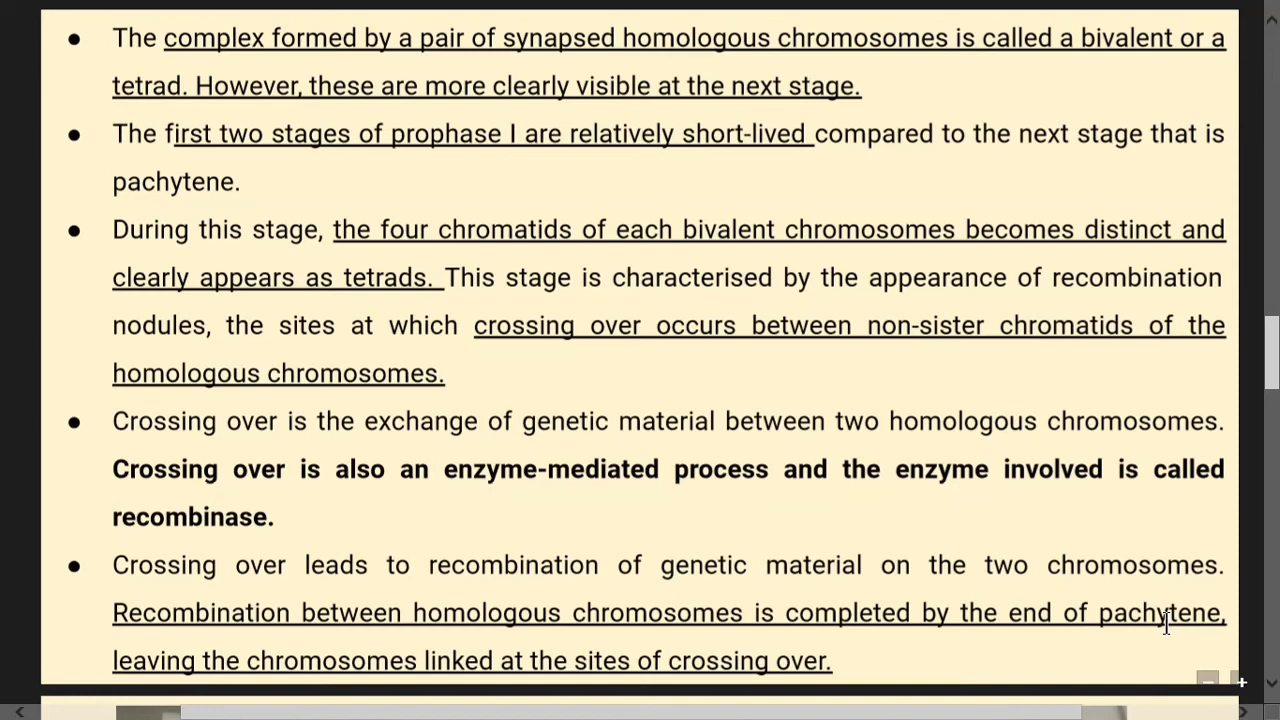 ● The complex formed by a pair of synapsed homologous chromosomes is called a bivalent or a
tetrad. However, these are more clearly visible at the next stage.
● The first two stages of prophase I are relatively short-lived compared to the next stage that is
pachytene.
● During this stage, the four chromatids of each bivalent chromosomes becomes distinct and
clearly appears as tetrads. This stage is characterised by the appearance of recombination
nodules, the sites at which crossing over occurs between non-sister chromatids of the
homologous chromosomes.
● Crossing over is the exchange of genetic material between two homologous chromosomes.
Crossing over is also an enzyme-mediated process and the enzyme involved is called
recombinase.
● Crossing over leads to recombination of genetic material on the two chromosomes.
Recombination between homologous chromosomes is completed by the end of pachytene,
leaving the chromosomes linked at the sites of crossing over.